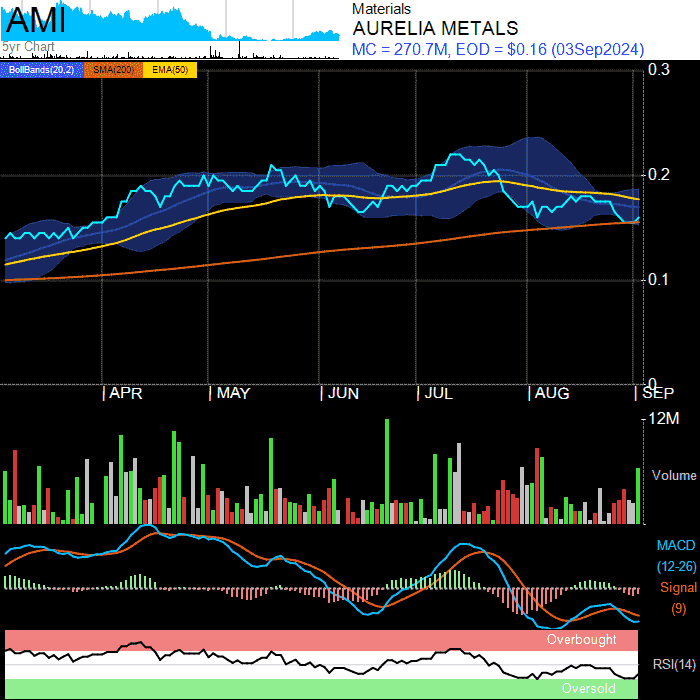 AMI
5yr Chart
Materials
AURELIA METALS
MC = 270.7M, EOD = $0.16 (03Sep2024)
BollBands(20,2) SMA(200) EMA(50)
0.3
0.2
0.1
0
| APR | MAY | JUN | JUL | AUG | SEP
12M
Volume
MACD
(12-26)
Signal
(9)
Overbought
RSI(14)
Oversold